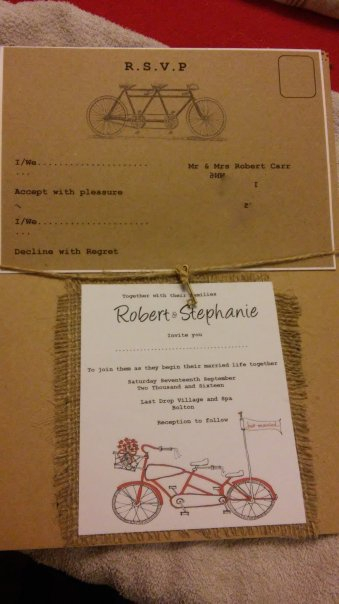 R.S.V.P
I/We......................
...
Accept with pleasure
I/We......................
...
Decline with Regret
Mr & Mrs Robert Carr
Together with their families
Robert & Stephanie
Invite you
To join them as they begin their married life together
Saturday Seventeenth September
Two Thousand and Sixteen
Last Drop Village and Spa
Bolton
Reception to follow
just married